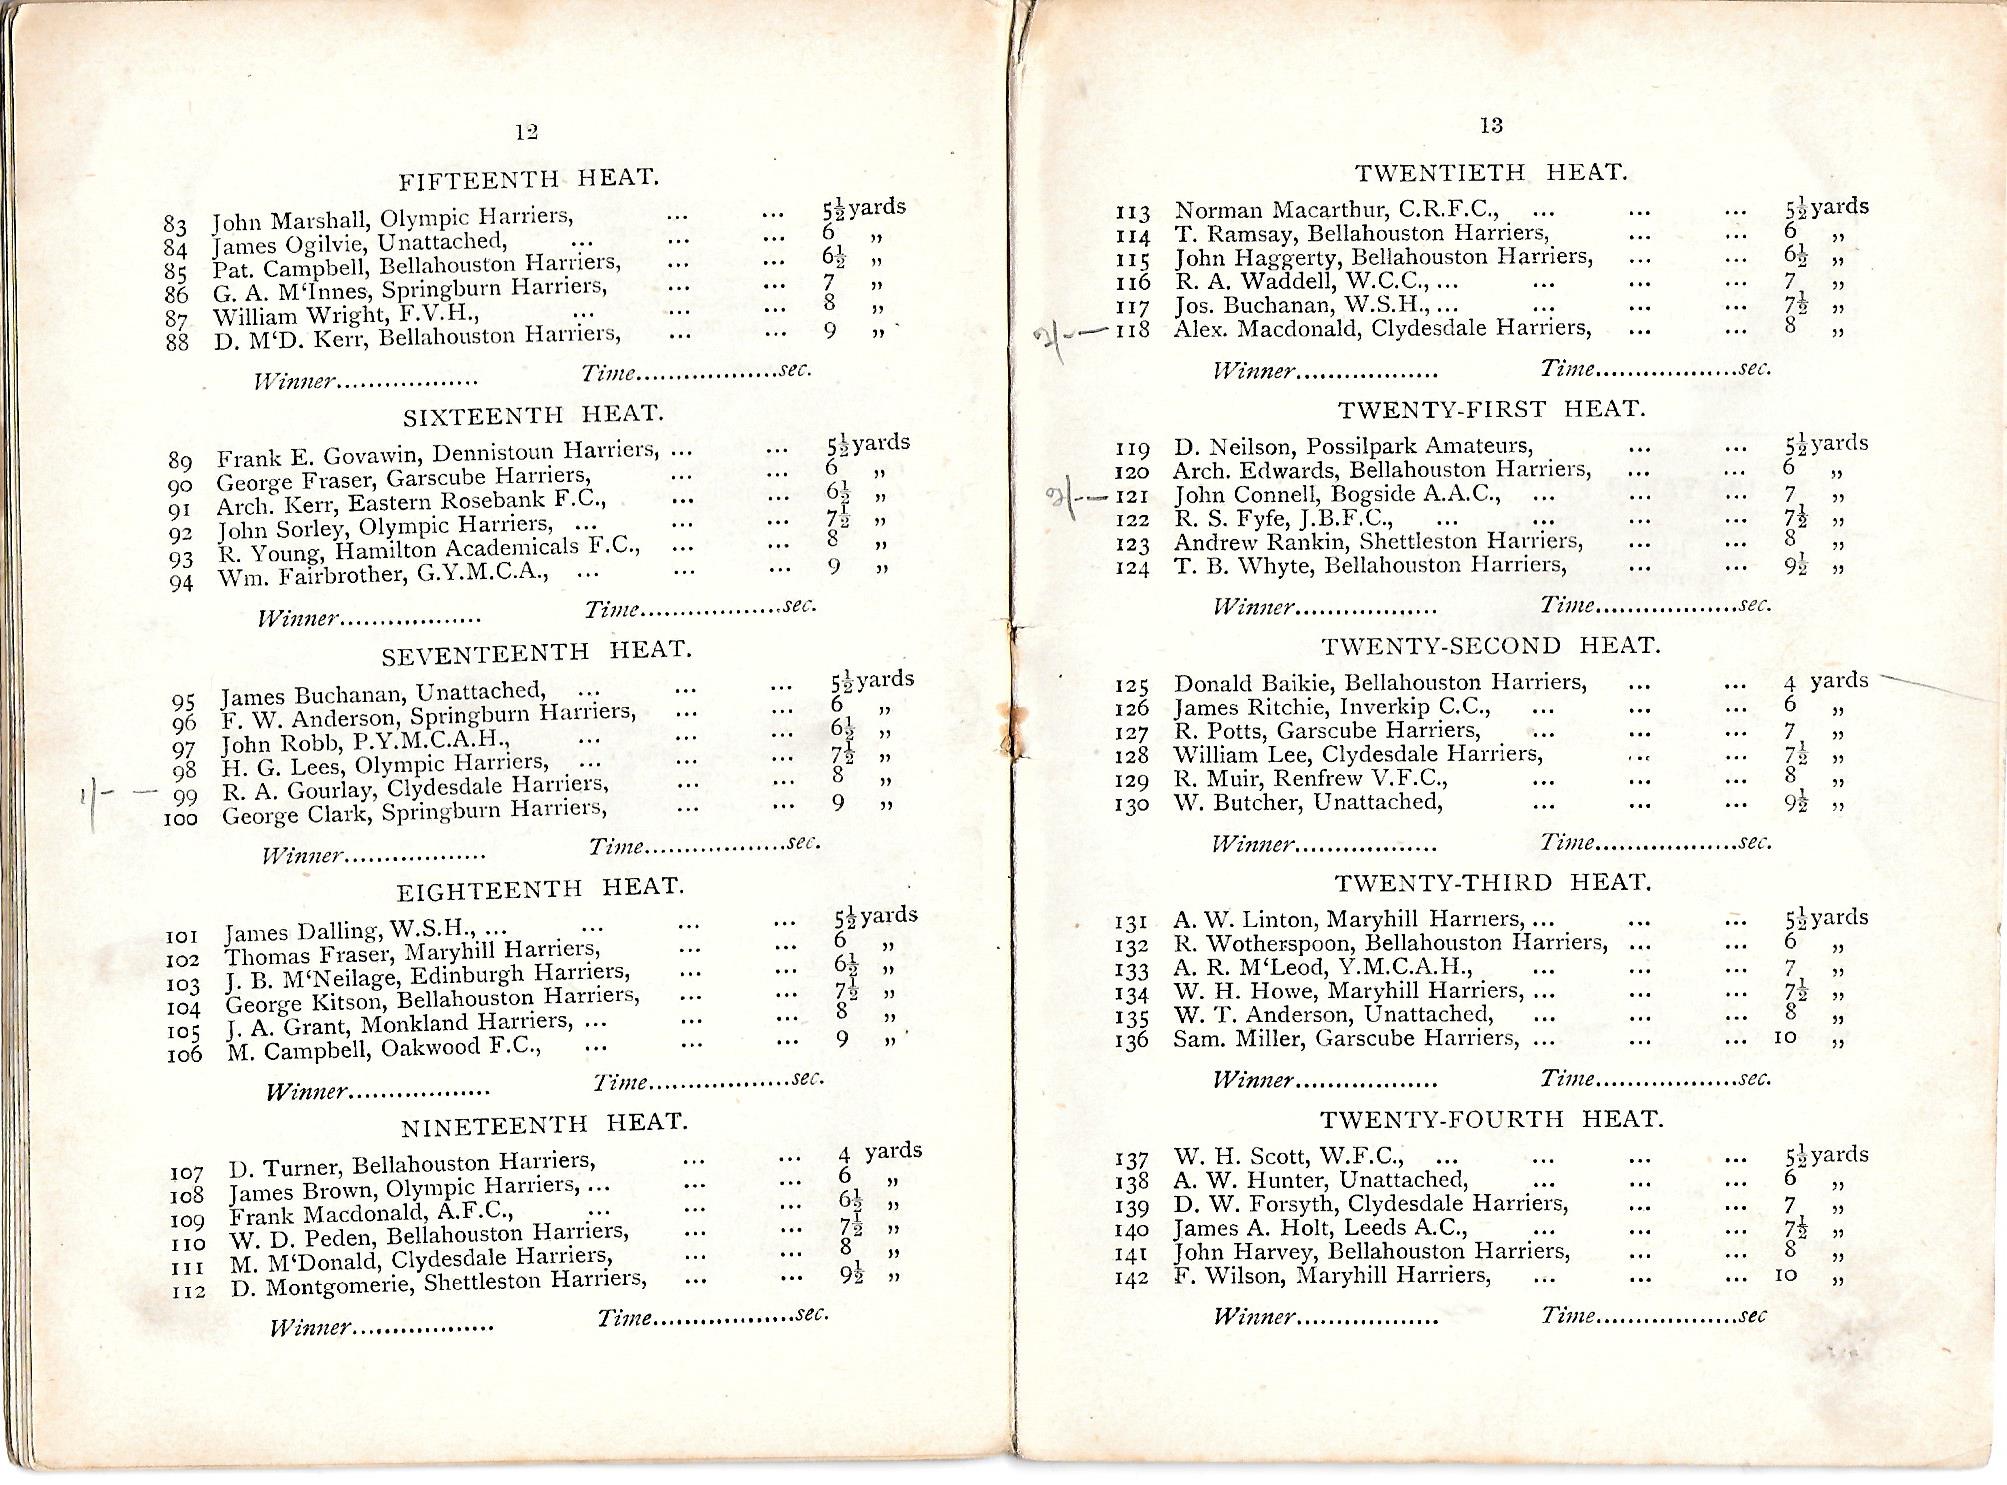 12
FIFTEENTH HEAT.
83 John Marshall, Olympic Harriers, ... ... 5½ yards
84 James Ogilvie, Unattached, ... ... ... 6 „
85 Pat. Campbell, Bellahouston Harriers, ... ... 6½ „
86 G. A. M‘Innes, Springburn Harriers, ... ... 7 „
87 William Wright, F.V.H., ... ... ... 8 „
88 D. M‘D. Kerr, Bellahouston Harriers, ... ... 9 „
Winner.................. Time..................sec.
SIXTEENTH HEAT.
89 Frank E. Govawin, Dennistoun Harriers, ... ... 5½ yards
90 George Fraser, Garscube Harriers, ... ... 6 „
91 Arch. Kerr, Eastern Rosebank F.C., ... ... 6½ „
92 John Sorley, Olympic Harriers, ... ... ... 7½ „
93 R. Young, Hamilton Academicals F.C., ... ... 8 „
94 Wm. Fairbrother, G.Y.M.C.A., ... ... ... 9 „
Winner.................. Time..................sec.
SEVENTEENTH HEAT.
95 James Buchanan, Unattached, ... ... ... 5½ yards
96 F. W. Anderson, Springburn Harriers, ... ... 6 „
97 John Robb, P.Y.M.C.A.H., ... ... ... 6½ „
98 H. G. Lees, Olympic Harriers, ... ... ... 7½ „
1/- — 99 R. A. Gourlay, Clydesdale Harriers, ... ... 8 „
100 George Clark, Springburn Harriers, ... ... 9 „
Winner.................. Time..................sec.
EIGHTEENTH HEAT.
101 James Dalling, W.S.H., ... ... ... ... 5½ yards
102 Thomas Fraser, Maryhill Harriers, ... ... 6 „
103 J. B. M‘Neilage, Edinburgh Harriers, ... ... 6½ „
104 George Kitson, Bellahouston Harriers, ... ... 7½ „
105 J. A. Grant, Monkland Harriers, ... ... ... 8 „
106 M. Campbell, Oakwood F.C., ... ... ... 9 „
Winner.................. Time..................sec.
NINETEENTH HEAT.
107 D. Turner, Bellahouston Harriers, ... ... 4 yards
108 James Brown, Olympic Harriers, ... ... ... 6 „
109 Frank Macdonald, A.F.C., ... ... ... 6½ „
110 W. D. Peden, Bellahouston Harriers, ... ... 7½ „
111 M. M‘Donald, Clydesdale Harriers, ... ... 8 „
112 D. Montgomerie, Shettleston Harriers, ... ... 9½ „
Winner.................. Time..................sec.
13
TWENTIETH HEAT.
113 Norman Macarthur, C.R.F.C., ... ... ... 5½ yards
114 T. Ramsay, Bellahouston Harriers, ... ... 6 „
115 John Haggerty, Bellahouston Harriers, ... ... 6½ „
116 R. A. Waddell, W.C.C., ... ... ... ... 7 „
117 Jos. Buchanan, W.S.H., ... ... ... ... 7½ „
2/- — 118 Alex. Macdonald, Clydesdale Harriers, ... ... 8 „
Winner.................. Time..................sec.
TWENTY-FIRST HEAT.
119 D. Neilson, Possilpark Amateurs, ... ... 5½ yards
120 Arch. Edwards, Bellahouston Harriers, ... ... 6 „
2/- — 121 John Connell, Bogside A.A.C., ... ... ... 7 „
122 R. S. Fyfe, J.B.F.C., ... ... ... ... 7½ „
123 Andrew Rankin, Shettleston Harriers, ... ... 8 „
124 T. B. Whyte, Bellahouston Harriers, ... ... 9½ „
Winner.................. Time..................sec.
TWENTY-SECOND HEAT.
125 Donald Baikie, Bellahouston Harriers, ... ... 4 yards
126 James Ritchie, Inverkip C.C., ... ... ... 6 „
127 R. Potts, Garscube Harriers, ... ... ... 7 „
128 William Lee, Clydesdale Harriers, ... ... 7½ „
129 R. Muir, Renfrew V.F.C., ... ... ... 8 „
130 W. Butcher, Unattached, ... ... ... 9½ „
Winner.................. Time..................sec.
TWENTY-THIRD HEAT.
131 A. W. Linton, Maryhill Harriers, ... ... ... 5½ yards
132 R. Wotherspoon, Bellahouston Harriers, ... ... 6 „
133 A. R. M‘Leod, Y.M.C.A.H., ... ... ... 7 „
134 W. H. Howe, Maryhill Harriers, ... ... ... 7½ „
135 W. T. Anderson, Unattached, ... ... ... 8 „
136 Sam. Miller, Garscube Harriers, ... ... ... 10 „
Winner.................. Time..................sec.
TWENTY-FOURTH HEAT.
137 W. H. Scott, W.F.C., ... ... ... ... 5½ yards
138 A. W. Hunter, Unattached, ... ... ... 6 „
139 D. W. Forsyth, Clydesdale Harriers, ... ... 7 „
140 James A. Holt, Leeds A.C., ... ... ... 7½ „
141 John Harvey, Bellahouston Harriers, ... ... 8 „
142 F. Wilson, Maryhill Harriers, ... ... ... 10 „
Winner.................. Time..................sec